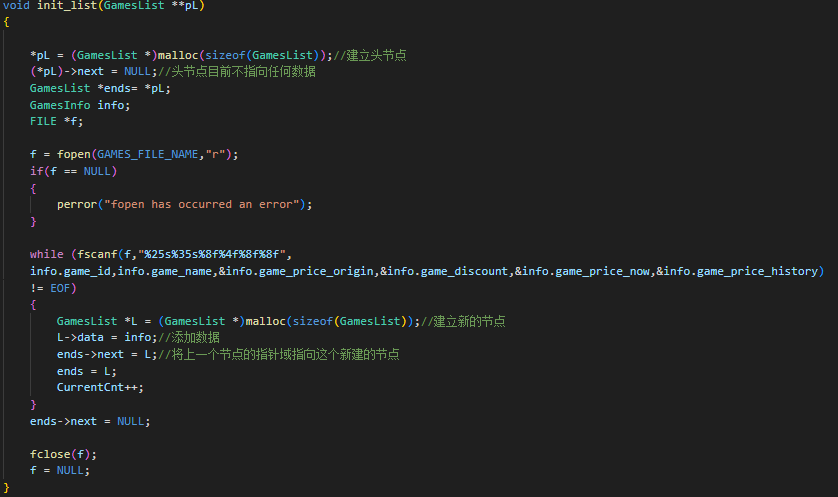 void init_list(GamesList **pL)
{
*pL = (GamesList *)malloc(sizeof(GamesList));//建立头节点
(*pL)->next = NULL;//头节点目前不指向任何数据
GamesList *ends= *pL;
GamesInfo info;
FILE *f;
f = fopen(GAMES_FILE_NAME,"r");
if(f == NULL)
{
perror("fopen has occurred an error");
}
while (fscanf(f,"%25s%35s%8f%4f%8f%8f",
info.game_id,info.game_name,&info.game_price_origin,&info.game_discount,&info.game_price_now,&info.game_price_history)
!= EOF)
{
GamesList *L = (GamesList *)malloc(sizeof(GamesList));//建立新的节点
L->data = info;//添加数据
ends->next = L;//将上一个节点的指针域指向这个新建的节点
ends = L;
CurrentCnt++;
}
ends->next = NULL;
fclose(f);
f = NULL;
}